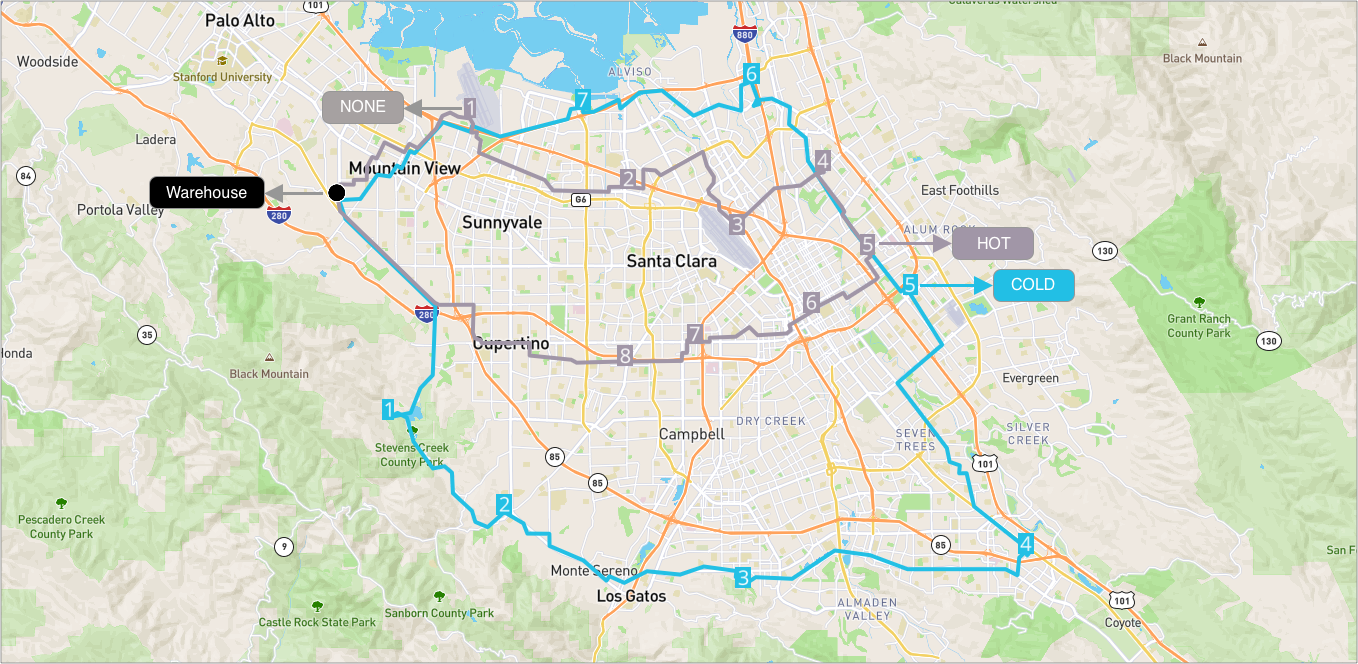 Calaveras Watershed
101
Palo Alto
880
Woodside
Black Mountain
Stanford University
ALVISO
6
7
NONE
1
Ladera
4
Mountain View
84
2
Warehouse
East Foothills
G6
Portola Valley
280
Sunnyvale
3
ALUM ROCK
5
HOT
130
Santa Clara
5
COLD
6
280
Grant Ranch
County Park
35
7
130
Cupertino
8
Honda
Black Mountain
Evergreen
1
DRY CREEK
Campbell
SEVEN
TREES
SILVER
CREEK
Stevens Creek
County Park
85
101
85
2
Pescadero Creek
County Park
9
85
4
San F
Monte Sereno
3
Los Gatos
Sanborn County Park
101
ALMADEN
VALLEY
Castle Rock State Park
Coyote